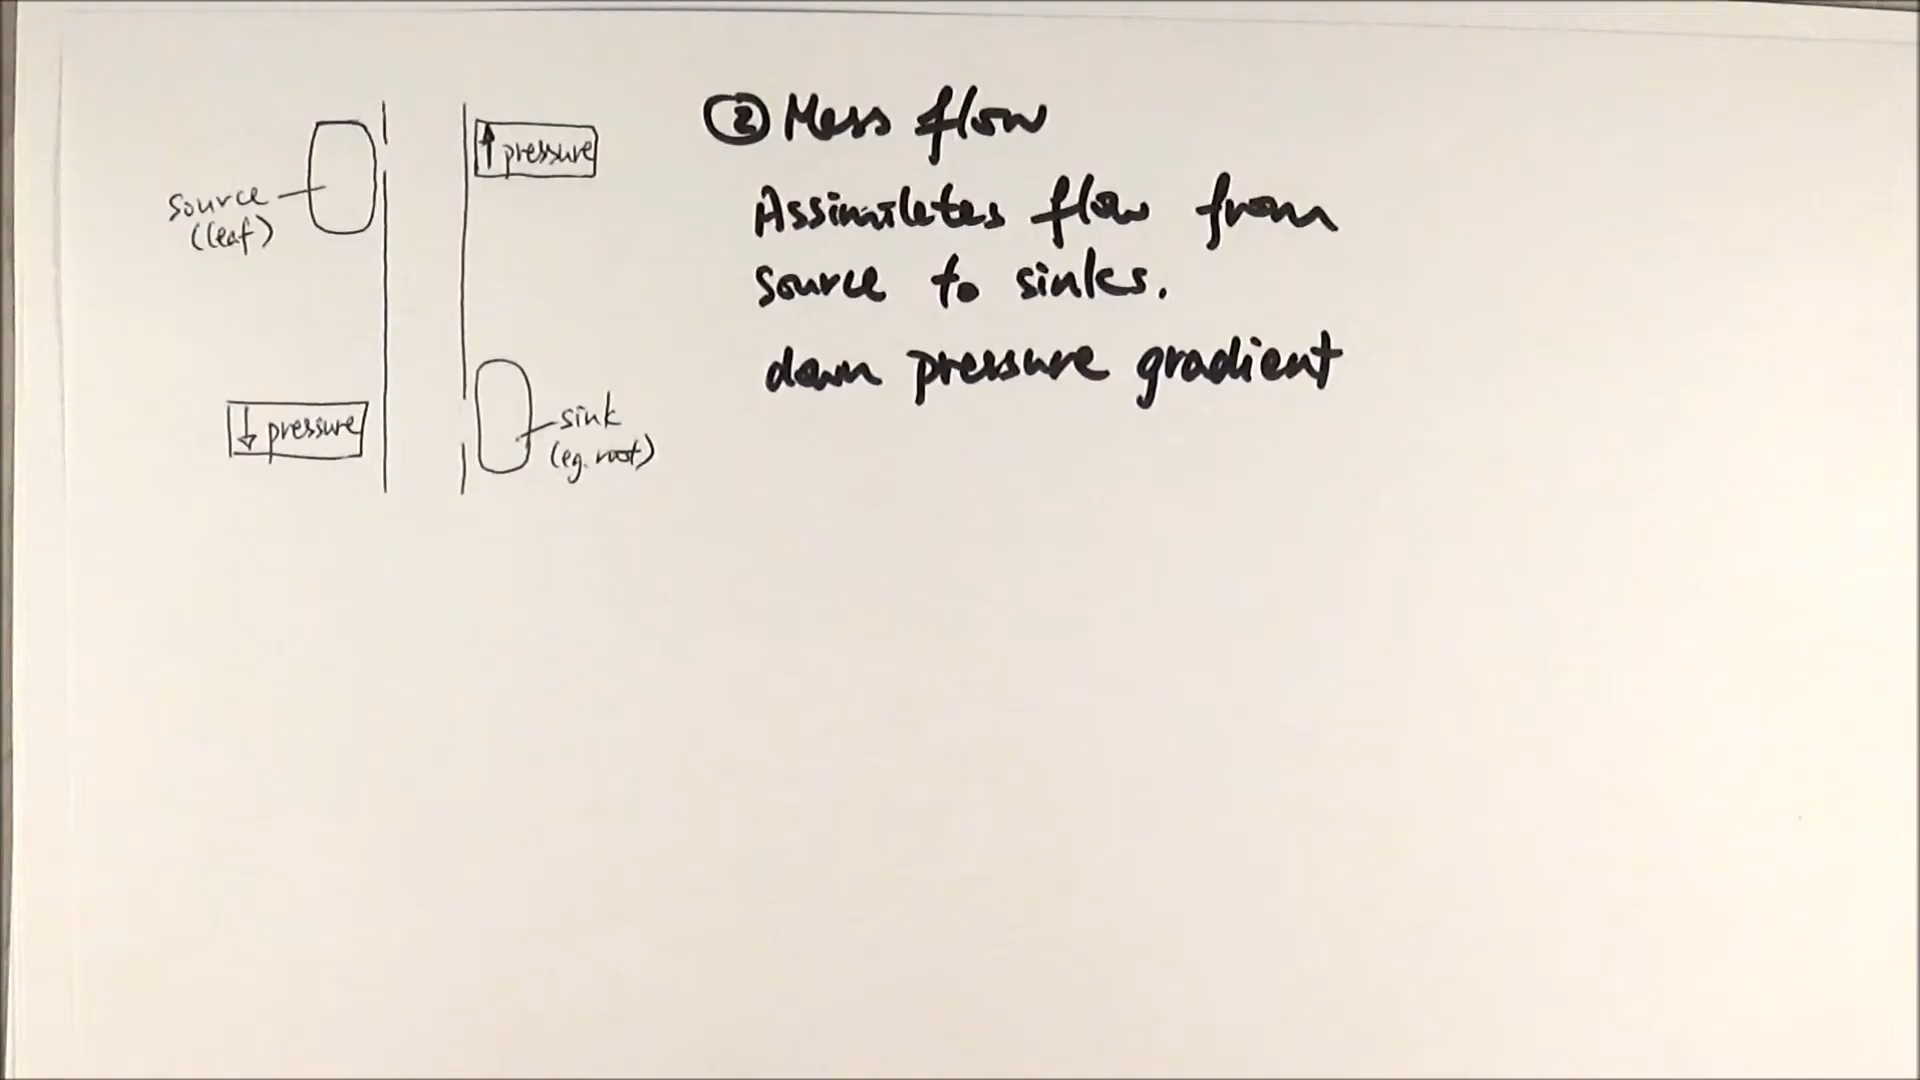 ↑ pressure
source
(leaf)
↓ pressure
sink
(eg. root)
② Mass flow
Assimilates flow from
source to sinks.
down pressure gradient